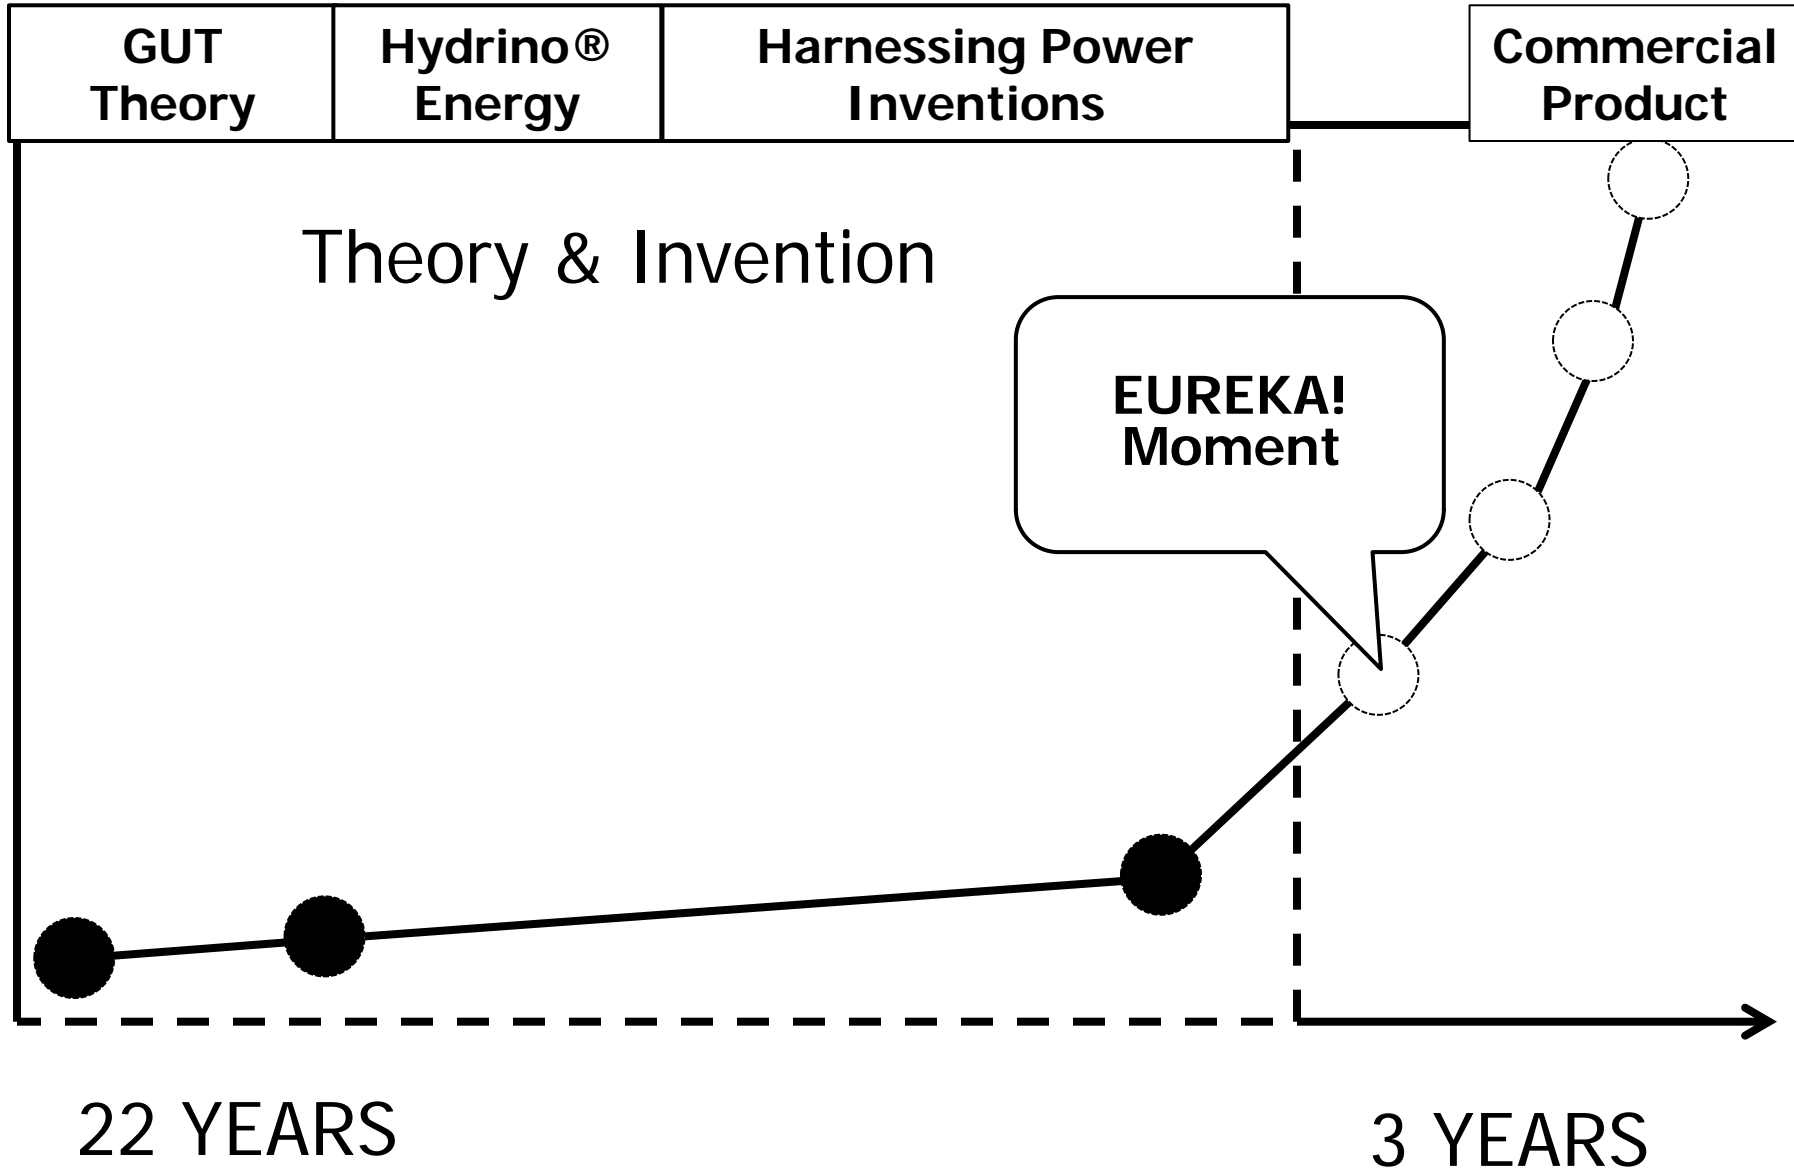 GUT
Theory
Hydrino®
Energy
Harnessing Power
Inventions
Commercial
Product
Theory & Invention
EUREKA!
Moment
22 YEARS
3 YEARS